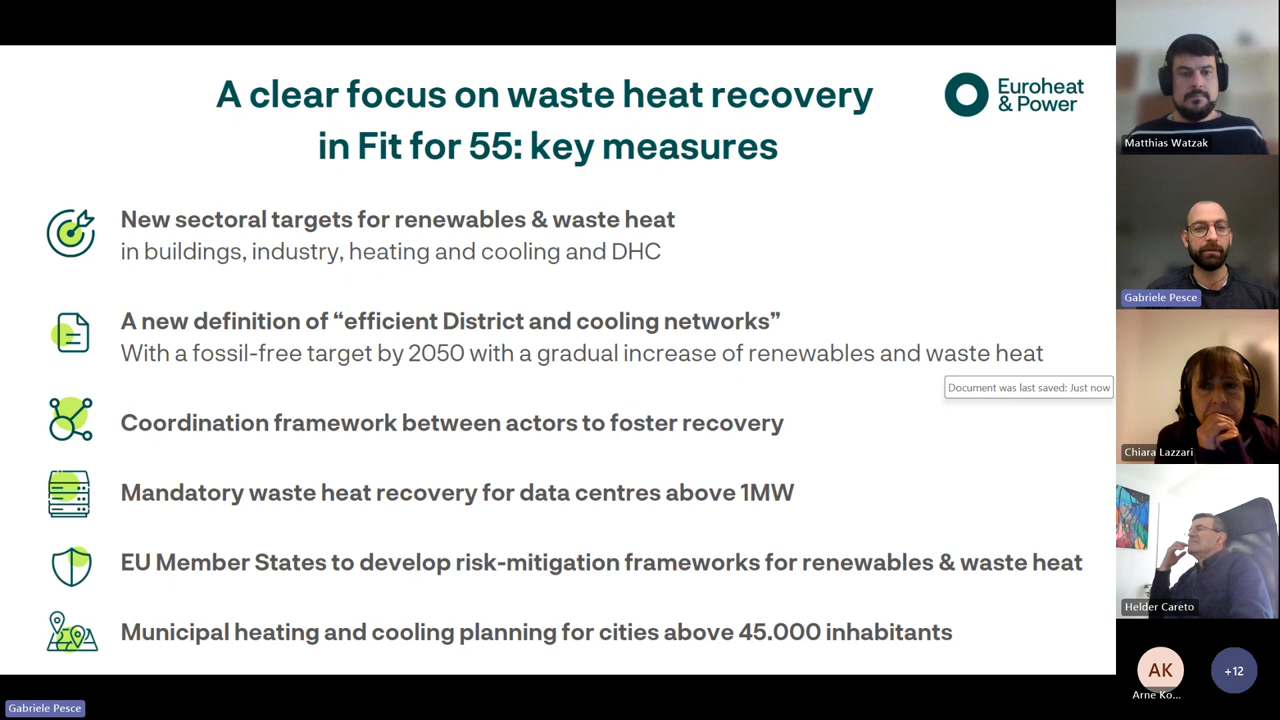 A clear focus on waste heat recovery
in Fit for 55: key measures
Euroheat
& Power
New sectoral targets for renewables & waste heat
in buildings, industry, heating and cooling and DHC
A new definition of “efficient District and cooling networks”
With a fossil-free target by 2050 with a gradual increase of renewables and waste heat
Document was last saved: Just now
Coordination framework between actors to foster recovery
Mandatory waste heat recovery for data centres above 1MW
EU Member States to develop risk-mitigation frameworks for renewables & waste heat
Municipal heating and cooling planning for cities above 45.000 inhabitants
Gabriele Pesce
Matthias Watzak
Gabriele Pesce
Chiara Lazzari
Helder Careto
AK
Arne Ko...
+12